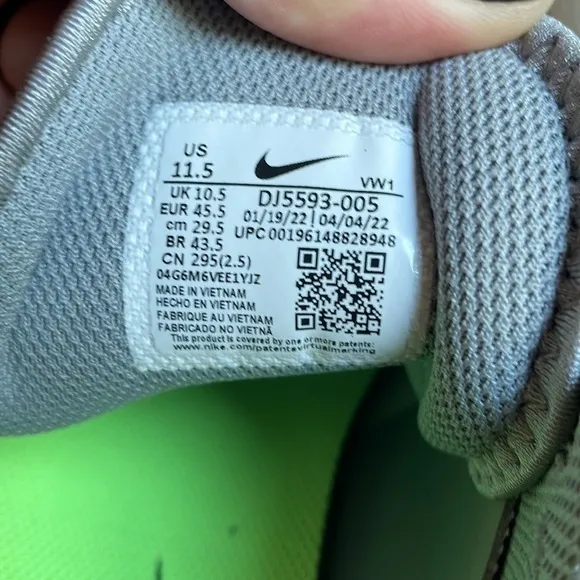 US
11.5
VW1
UK 10.5
EUR 45.5
cm 29.5
BR 43.5
CN 295(2.5)
04G6M6VEE1YJZ
DJ5593-005
01/19/22 | 04/04/22
UPC 00196148828948
MADE IN VIETNAM
HECHO EN VIETNAM
FABRIQUE AU VIETNAM
FABRICADO NO VIETNÃ
This product is covered by one or more patents:
www.nike.com/patentsvirtualmarking